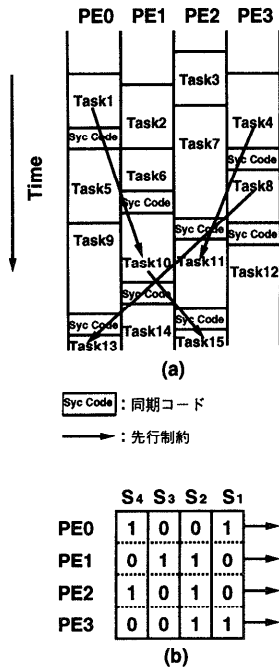 PE0 PE1 PE2 PE3
Time
Task3
Task1 Task4
Syc Code Task2 Task7 Syc Code
Task5 Task6 Task8
Syc Code
Task9 Syc Code Syc Code
Task10 Task11 Task12
Syc Code
Syc Code Task14 Syc Code
Task13 Task15
(a)
Syc Code :同期コード
:先行制約
S4 S3 S2 S1
PE0 1 0 0 1
PE1 0 1 1 0
PE2 1 0 1 0
PE3 0 0 1 1
(b)